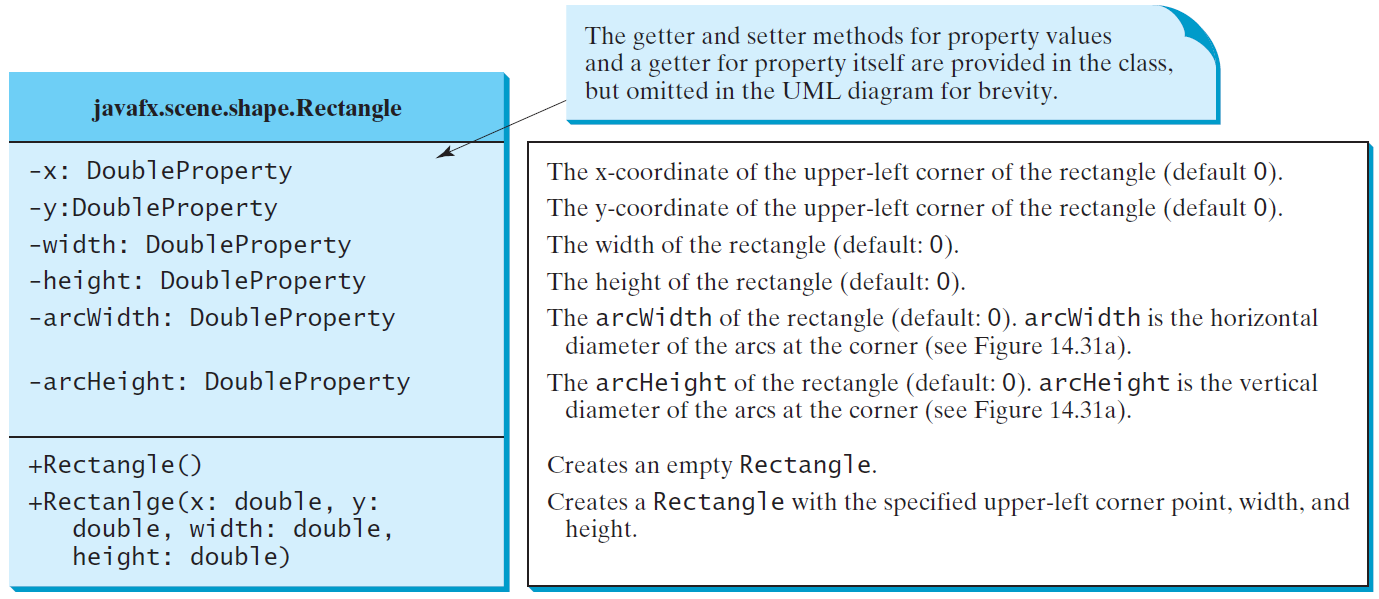 The getter and setter methods for property values
and a getter for property itself are provided in the class,
but omitted in the UML diagram for brevity.
javafx.scene.shape.Rectangle
-x: DoubleProperty
The x-coordinate of the upper-left corner of the rectangle (default 0).
-y:DoubleProperty
The y-coordinate of the upper-left corner of the rectangle (default 0).
-width: DoubleProperty
The width of the rectangle (default: 0).
-height: DoubleProperty
The height of the rectangle (default: 0).
-arcWidth: DoubleProperty
The arcWidth of the rectangle (default: 0). arcWidth is the horizontal
diameter of the arcs at the corner (see Figure 14.31a).
-arcHeight: DoubleProperty
The arcHeight of the rectangle (default: 0). arcHeight is the vertical
diameter of the arcs at the corner (see Figure 14.31a).
+Rectangle()
Creates an empty Rectangle.
+Rectanlge(x: double, y:
double, width: double,
height: double)
Creates a Rectangle with the specified upper-left corner point, width, and
height.